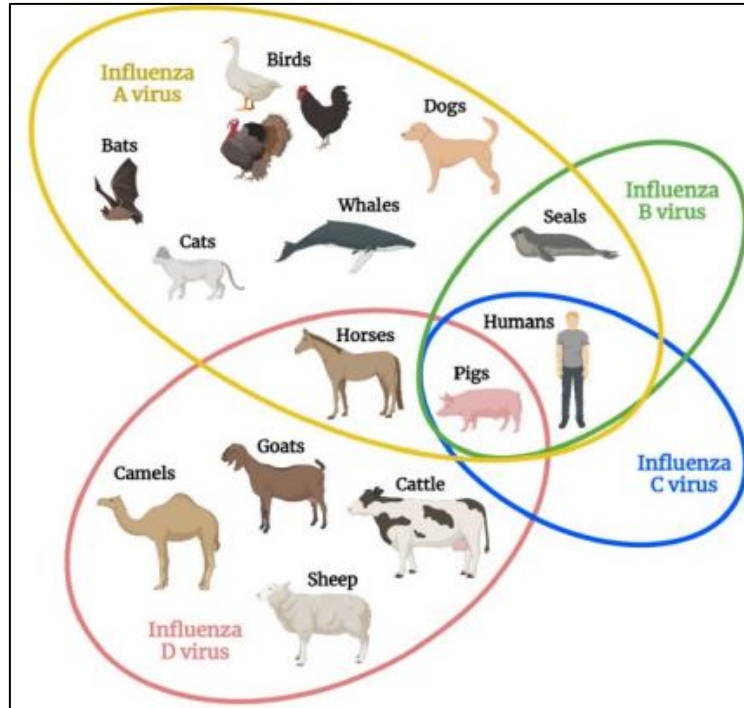 Influenza
A virus
Birds
Dogs
Bats
Influenza
B virus
Seals
Whales
Cats
Humans
Horses
Pigs
Goats
Camels
Cattle
Influenza
C virus
Sheep
Influenza
D virus